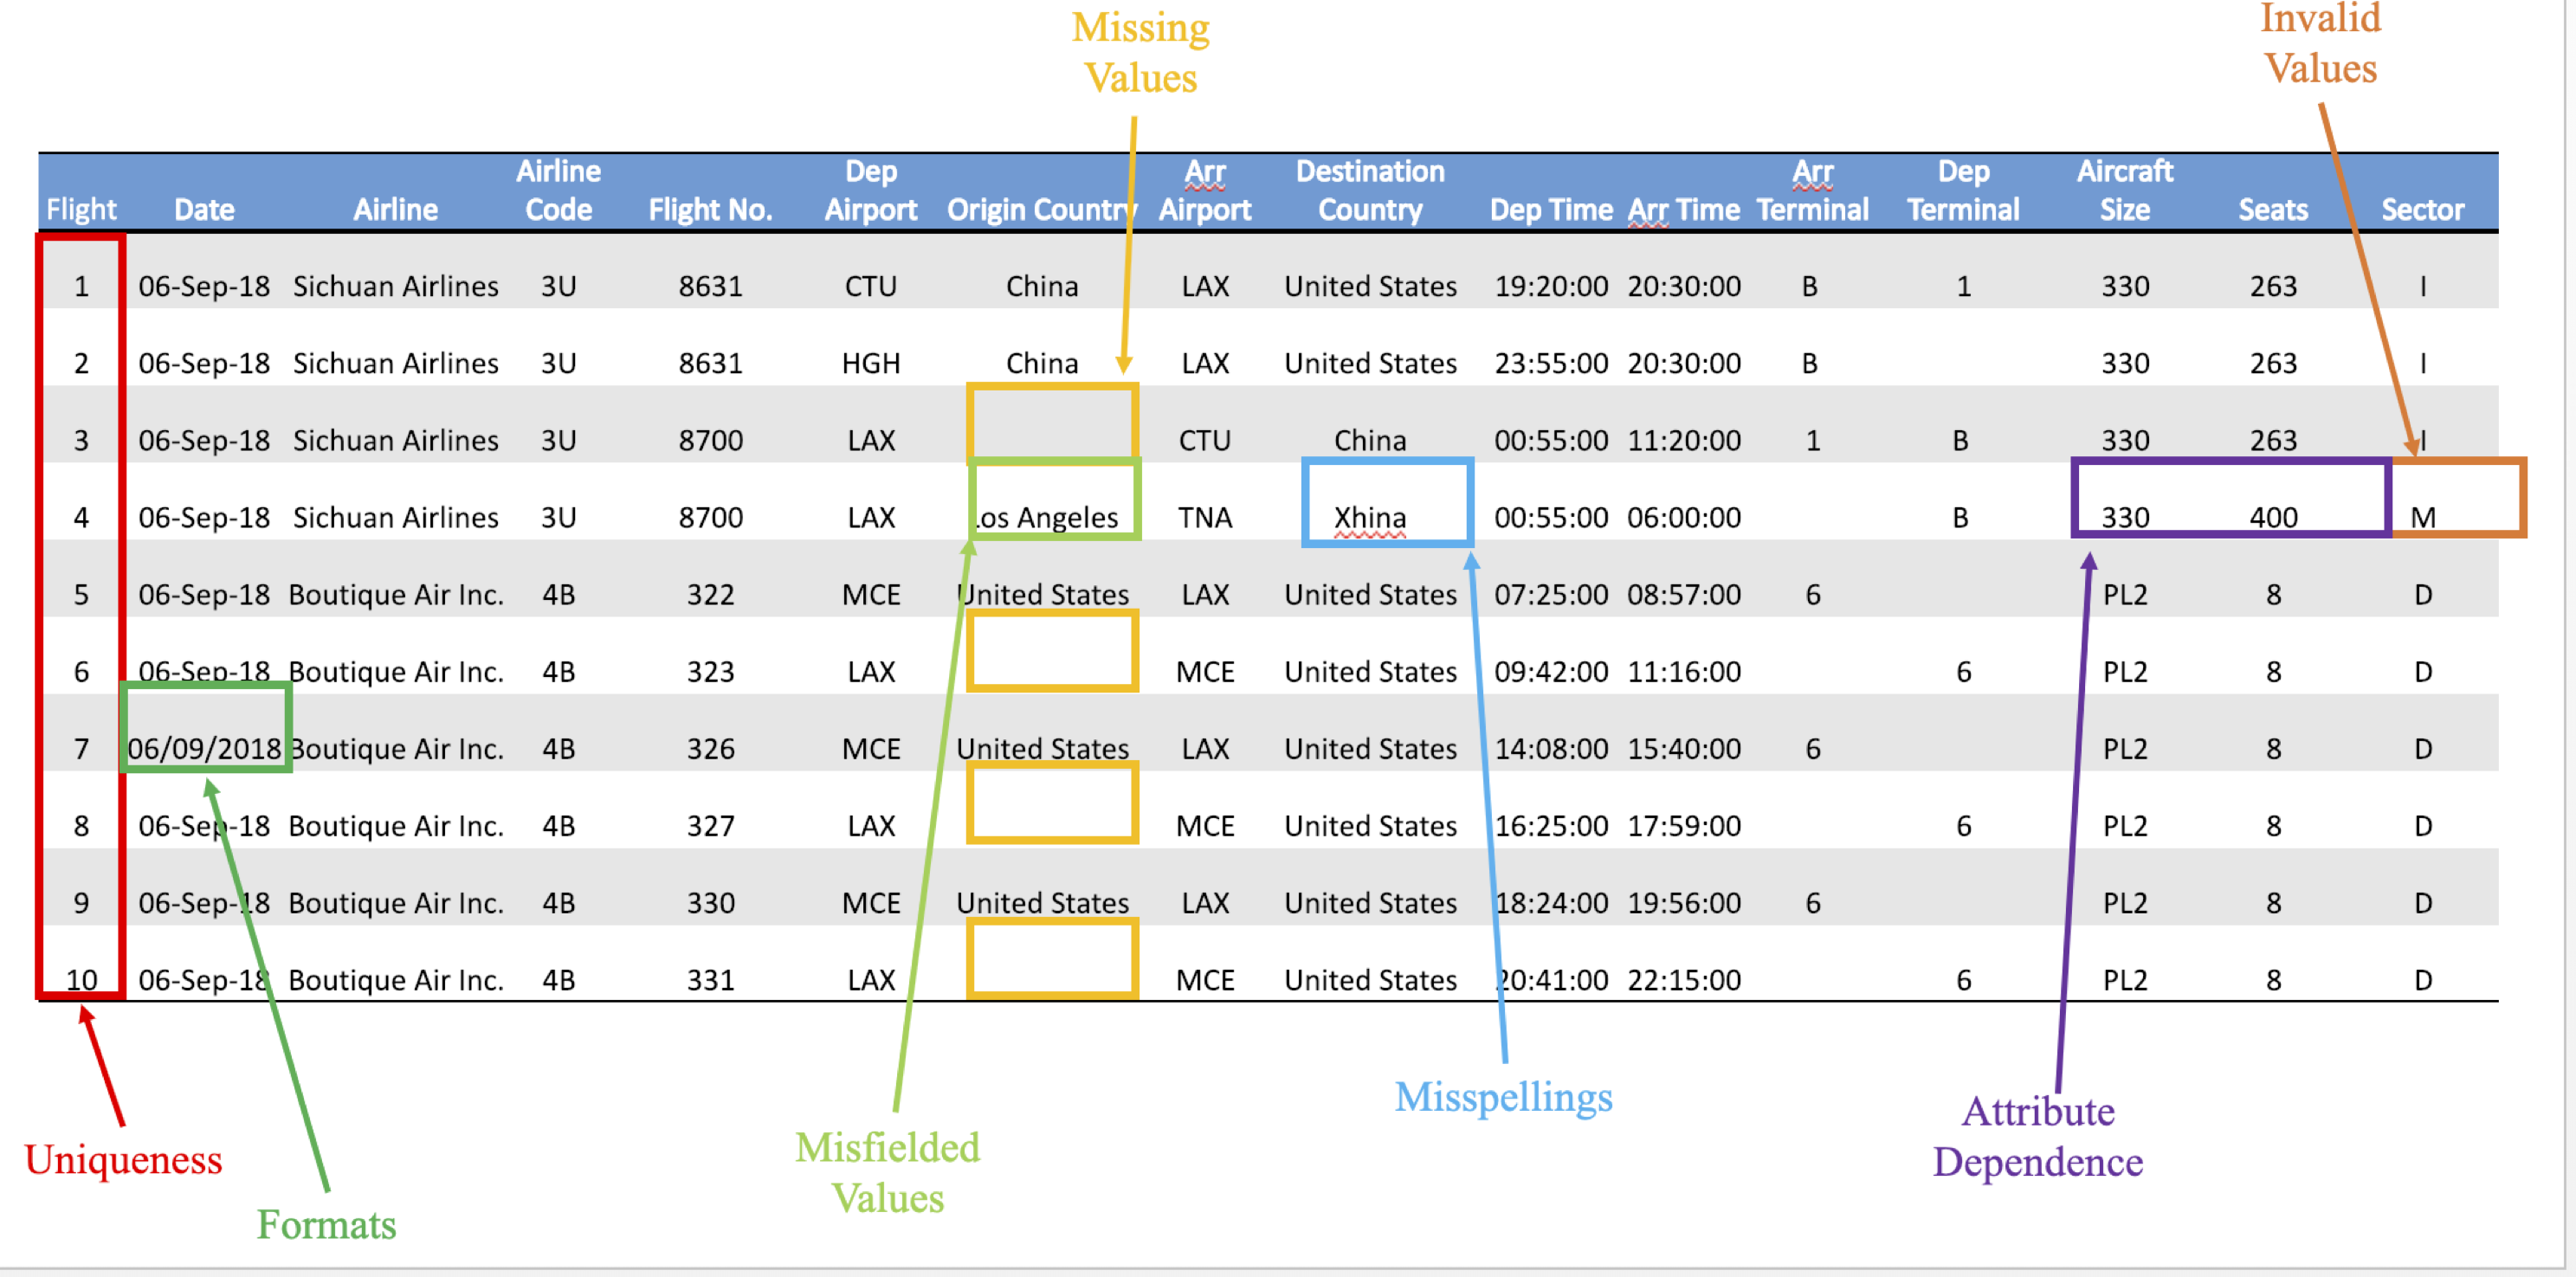 Missing
Values
Invalid
Values
Flight Date Airline Airline Code Flight No. Dep Airport Origin Country Arr Airport Destination Country Dep Time Arr Time Arr Terminal Dep Terminal Aircraft Size Seats Sector
1 06-Sep-18 Sichuan Airlines 3U 8631 CTU China LAX United States 19:20:00 20:30:00 B 1 330 263 I
2 06-Sep-18 Sichuan Airlines 3U 8631 HGH China LAX United States 23:55:00 20:30:00 B 330 263 I
3 06-Sep-18 Sichuan Airlines 3U 8700 LAX CTU China 00:55:00 11:20:00 1 B 330 263 I
4 06-Sep-18 Sichuan Airlines 3U 8700 LAX Los Angeles TNA Xhina 00:55:00 06:00:00 B 330 400 M
5 06-Sep-18 Boutique Air Inc. 4B 322 MCE United States LAX United States 07:25:00 08:57:00 6 PL2 8 D
6 06-Sep-18 Boutique Air Inc. 4B 323 LAX MCE United States 09:42:00 11:16:00 6 PL2 8 D
7 06/09/2018 Boutique Air Inc. 4B 326 MCE United States LAX United States 14:08:00 15:40:00 6 PL2 8 D
8 06-Sep-18 Boutique Air Inc. 4B 327 LAX MCE United States 16:25:00 17:59:00 6 PL2 8 D
9 06-Sep-18 Boutique Air Inc. 4B 330 MCE United States LAX United States 18:24:00 19:56:00 6 PL2 8 D
10 06-Sep-18 Boutique Air Inc. 4B 331 LAX MCE United States 20:41:00 22:15:00 6 PL2 8 D
Uniqueness
Formats
Misfielded
Values
Misspellings
Attribute
Dependence